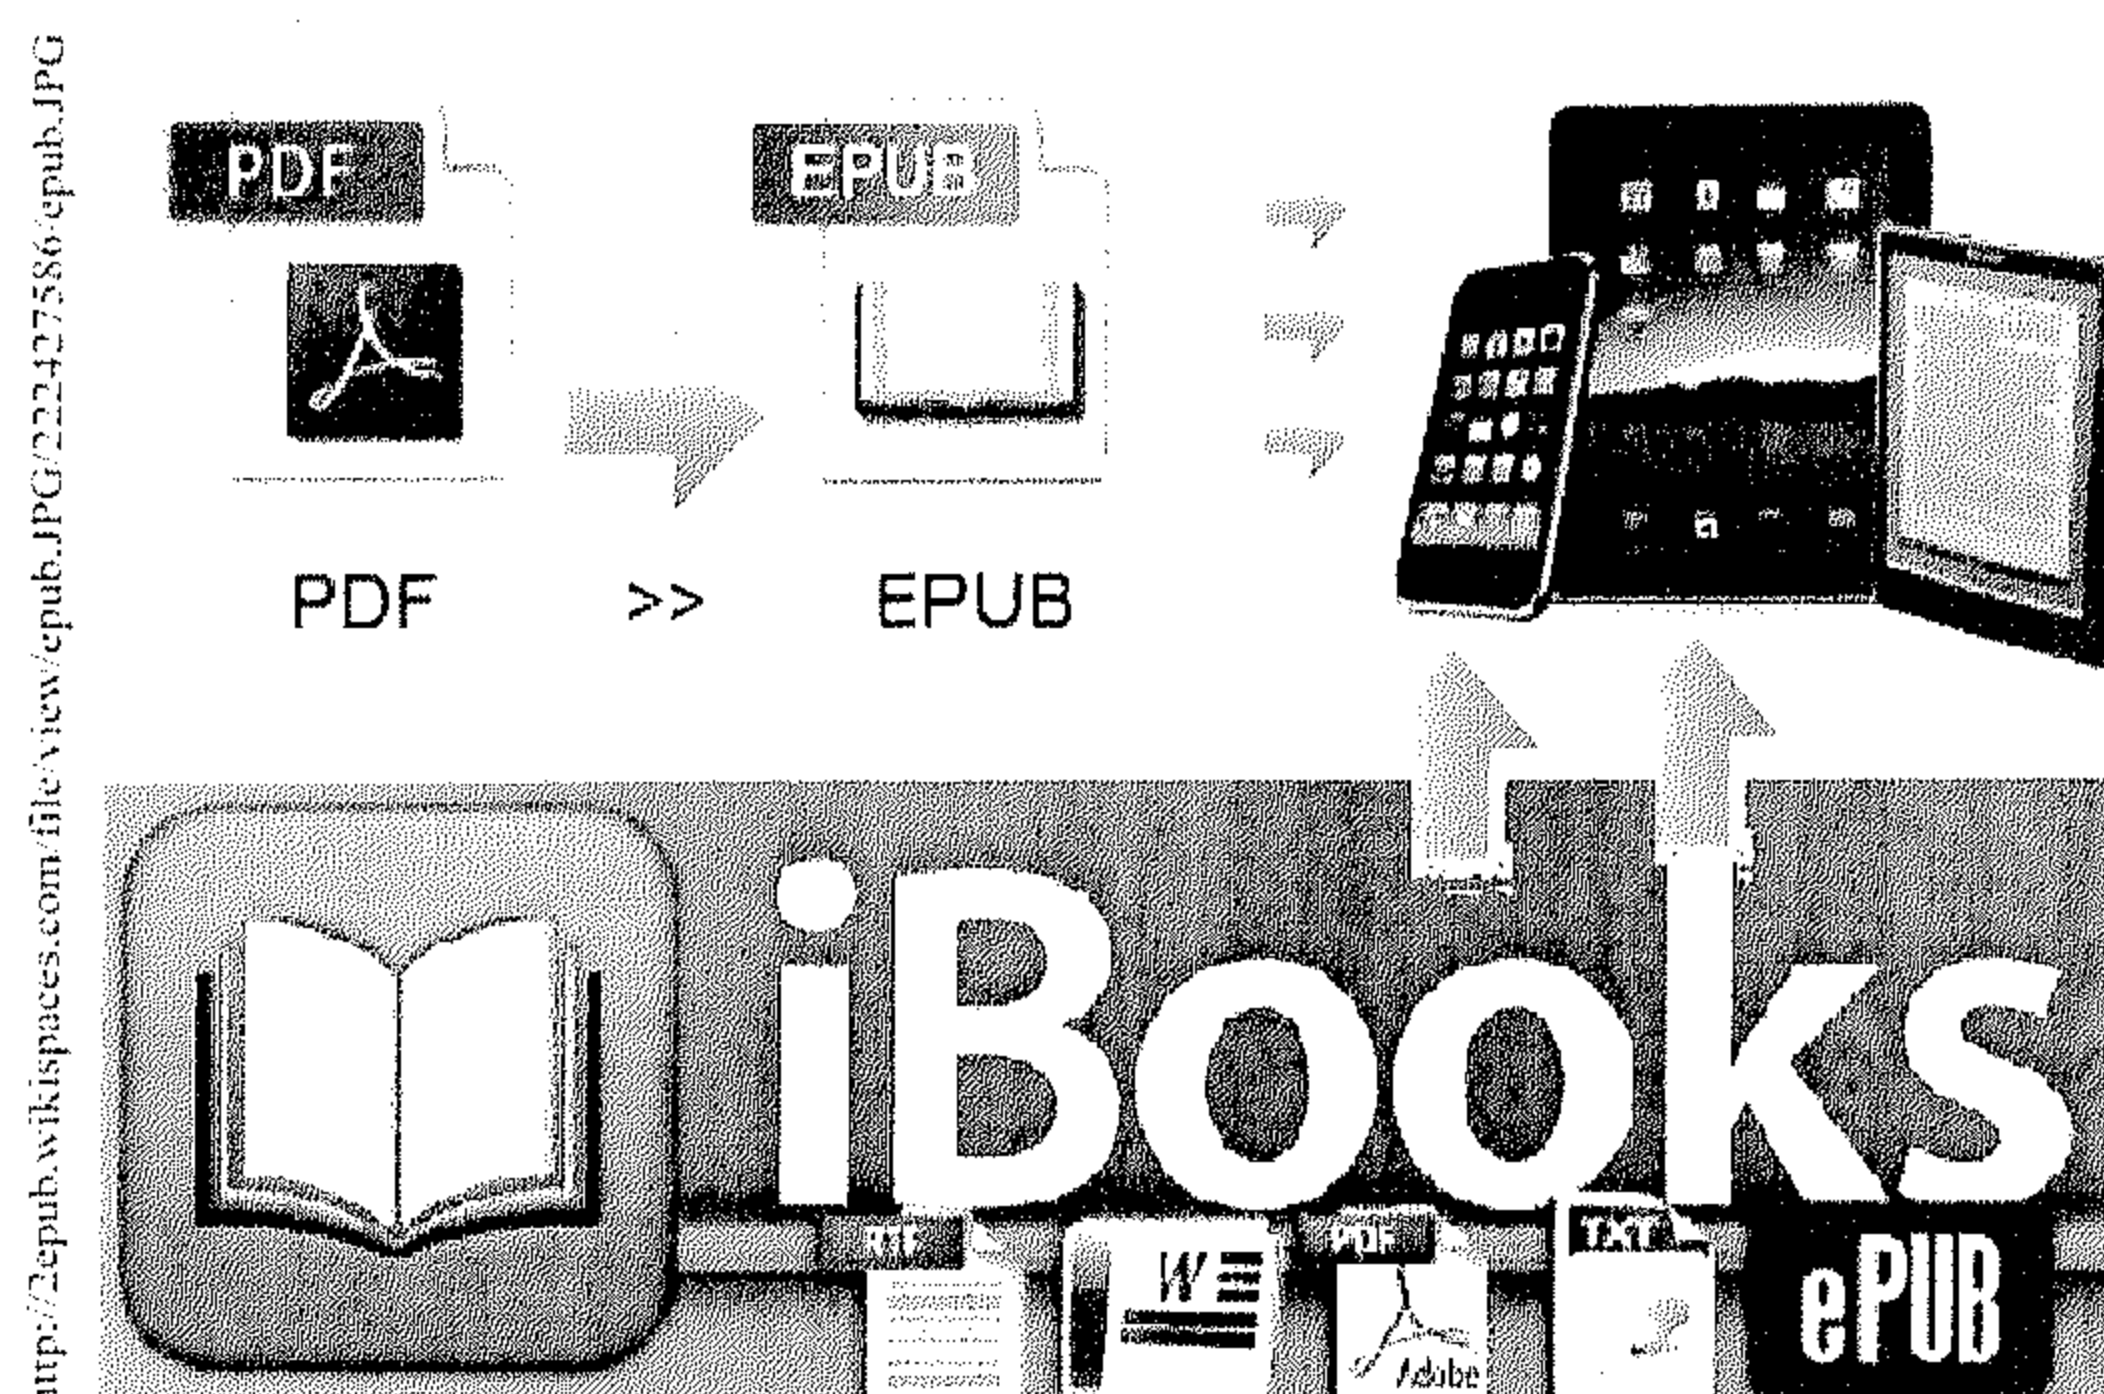 http://2epub.wikispaces.com/file/view/epub.JPG/222427586/epub.JPG
PDF
EPUB
PDF >> EPUB
iBooks
RTF
W
PDF
Adobe
TXT
ePUB